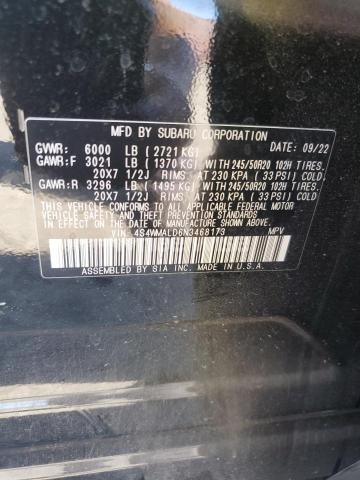 MFD BY SUBARU CORPORATION DATE: 09/22
GVWR: 6000 LB (2721 KG)
GAWR:F 3021 LB (1370 KG) WITH 245/50R20 102H TIRES.
20X7 1/2J RIMS AT 230 KPA ( 33 PSI) COLD.
GAWR:R 3296 LB (1495 KG) WITH 245/50R20 102H TIRES.
20X7 1/2J RIMS AT 230 KPA ( 33 PSI) COLD.
THIS VEHICLE CONFORMS TO ALL APPLICABLE FEDERAL MOTOR
VEHICLE SAFETY STANDARDS IN EFFECT ON THE
DATE OF MANUFACTURE SHOWN ABOVE.
VIN: 4S4WMALD6N3468173 MPV
ASSEMBLED BY SIA INC. MADE IN U.S.A.